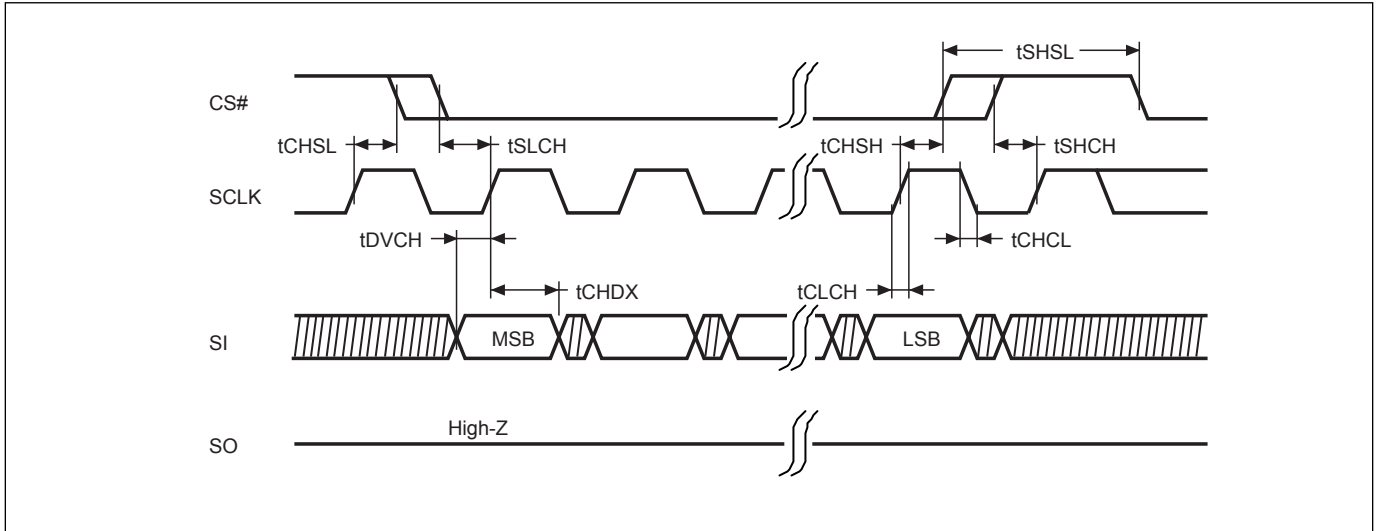 tSHSL
CS#
tCHSL
tSLCH
tCHSH
tSHCH
SCLK
tDVCH
tCHCL
tCHDX
tCLCH
SI
MSB
LSB
High-Z
SO